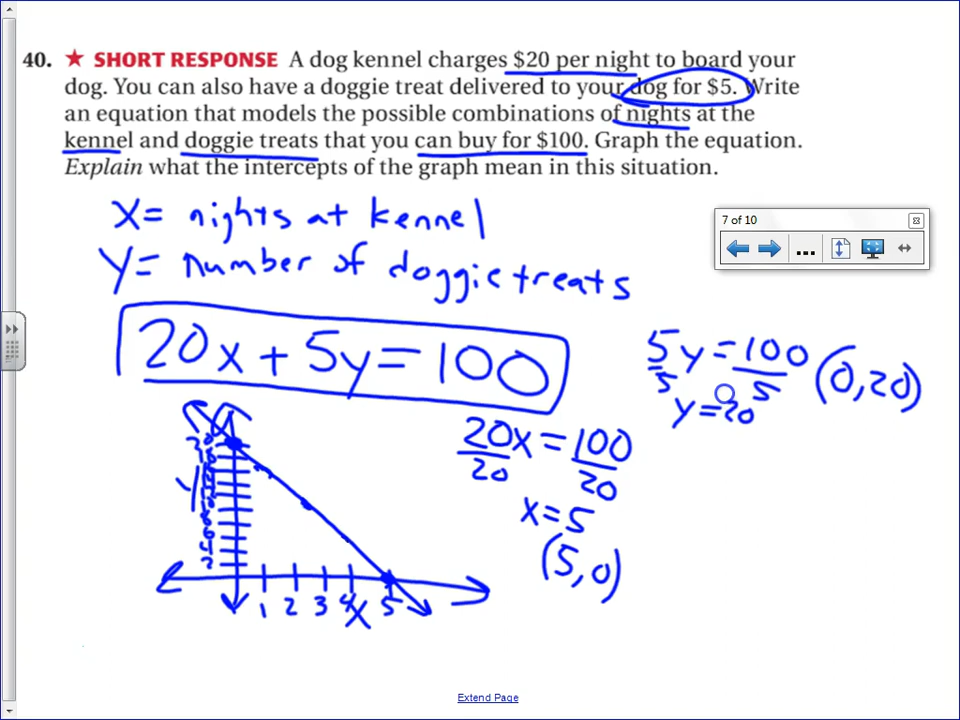 40. ★ SHORT RESPONSE A dog kennel charges $20 per night to board your
dog. You can also have a doggie treat delivered to your dog for $5. Write
an equation that models the possible combinations of nights at the
kennel and doggie treats that you can buy for $100. Graph the equation.
Explain what the intercepts of the graph mean in this situation.
X= nights at kennel
7 of 10
...
Y= number of doggie treats
20x + 5y = 100
5y = 100 (0,20)
5 5
y=20
20x = 100
20 20
x=5
(5,0)
y
20
8
6
4
2
1 2 3 4 5
x
Extend Page